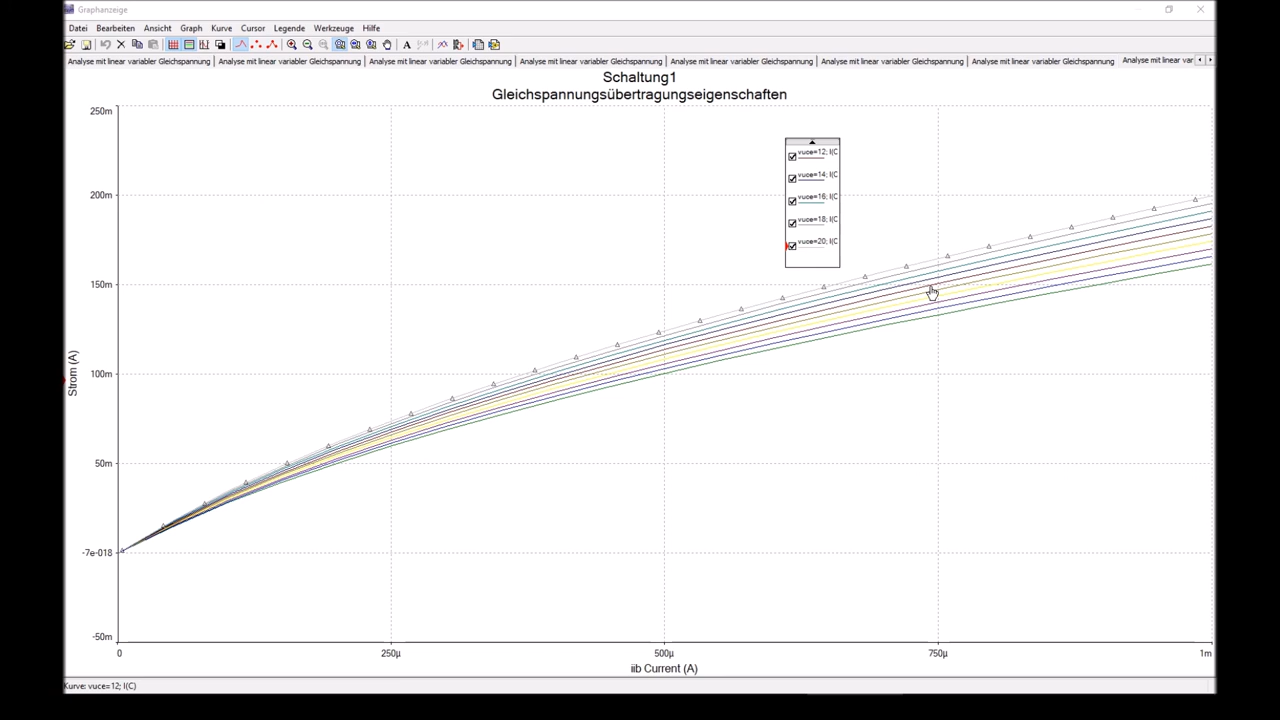 Graphanzeige
Datei Bearbeiten Ansicht Graph Kurve Cursor Legende Werkzeuge Hilfe
A
Analyse mit linear variabler Gleichspannung Analyse mit linear variabler Gleichspannung Analyse mit linear variabler Gleichspannung Analyse mit linear variabler Gleichspannung Analyse mit linear variabler Gleichspannung Analyse mit linear variabler Gleichspannung Analyse mit linear variabler Gleichspannung Analyse mit linear var
Schaltung1
Gleichspannungsübertragungseigenschaften
250m
vuce=12; I(C
vuce=14; I(C
200m
vuce=16; I(C
vuce=18; I(C
vuce=20; I(C
150m
100m
Strom (A)
50m
-7e-018
-50m
0 250µ 500µ 750µ 1m
iib Current (A)
Kurve: vuce=12; I(C)